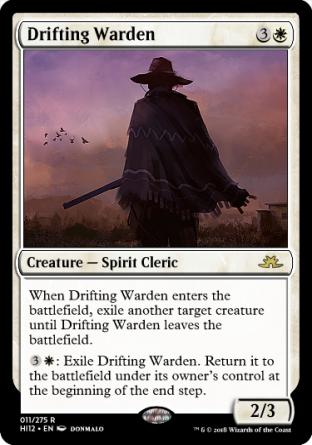 Drifting Warden 3
Creature — Spirit Cleric
When Drifting Warden enters the
battlefield, exile another target creature
until Drifting Warden leaves the
battlefield.
3 : Exile Drifting Warden. Return it to
the battlefield under its owner's control at
the beginning of the end step.
2/3
011/275 R
HI12 • EN DONMALO
™ & © 2018 Wizards of the Coast